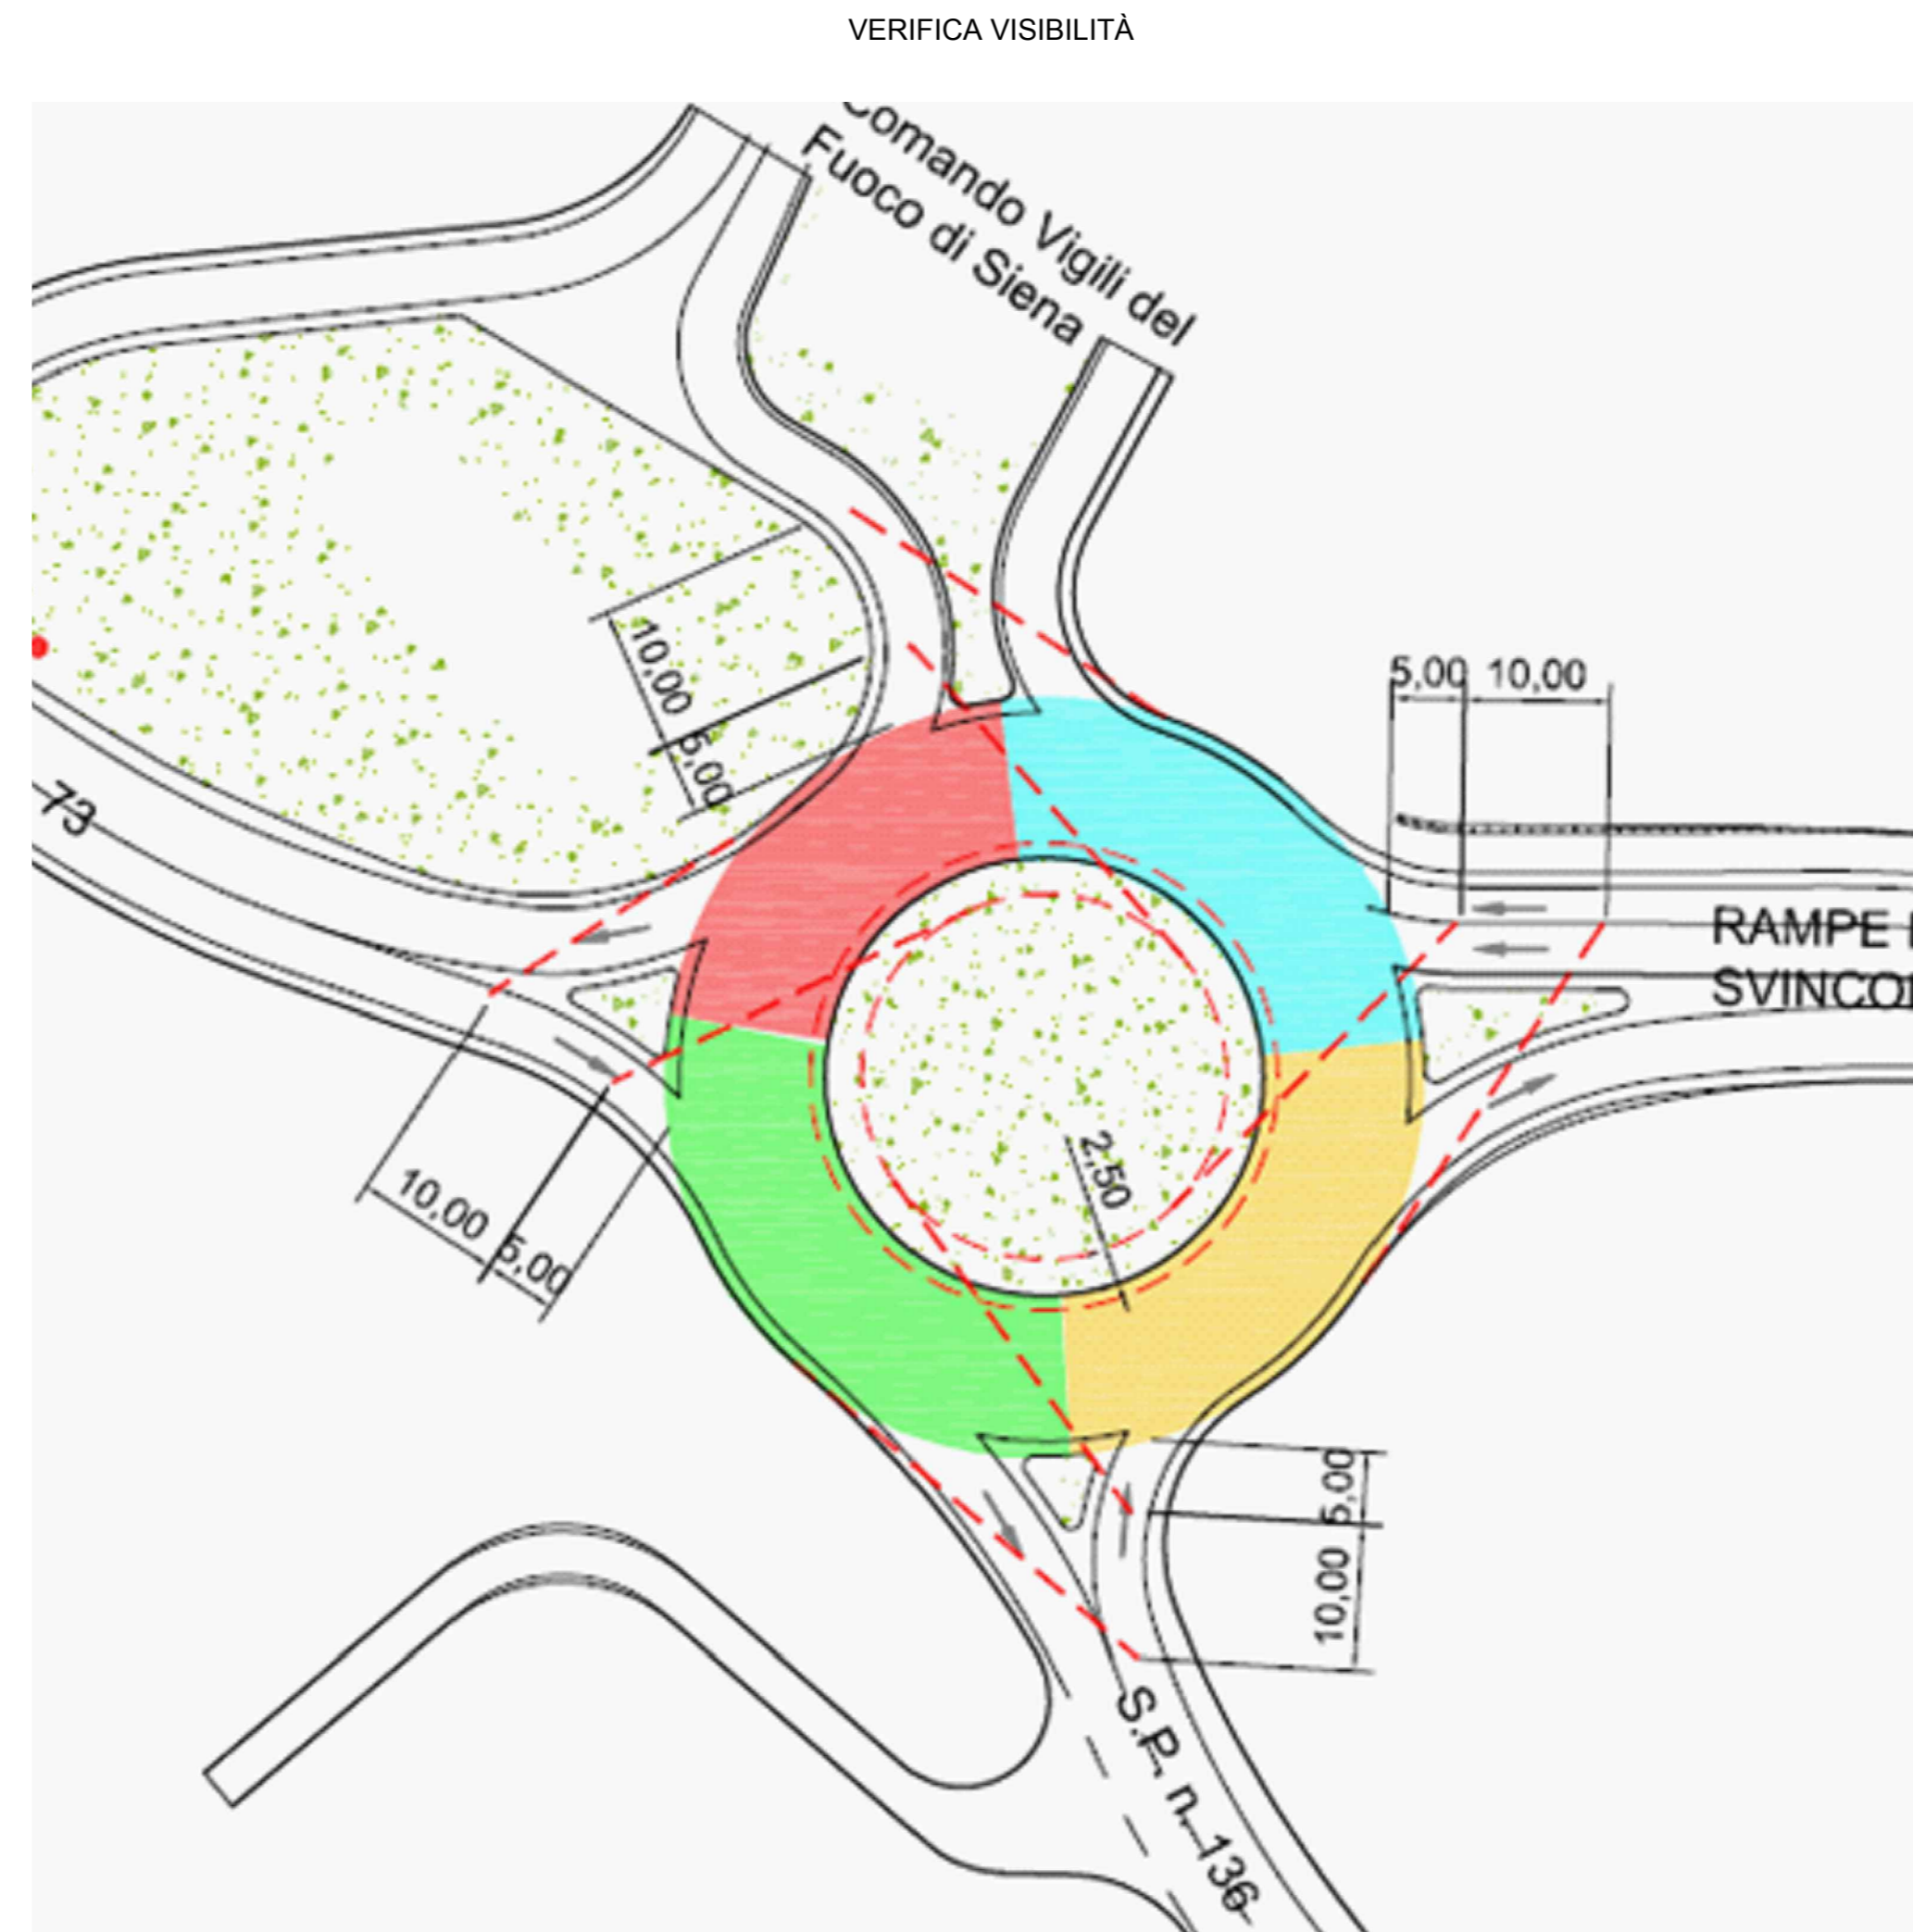 VERIFICA VISIBILITÀ
Comando Vigili del
Fuoco di Siena
10,00
5,00
5,00 10,00
73
RAMPE
SVINCOL
2,50
10,00
5,00
5,00
10,00
S.P. n. 136